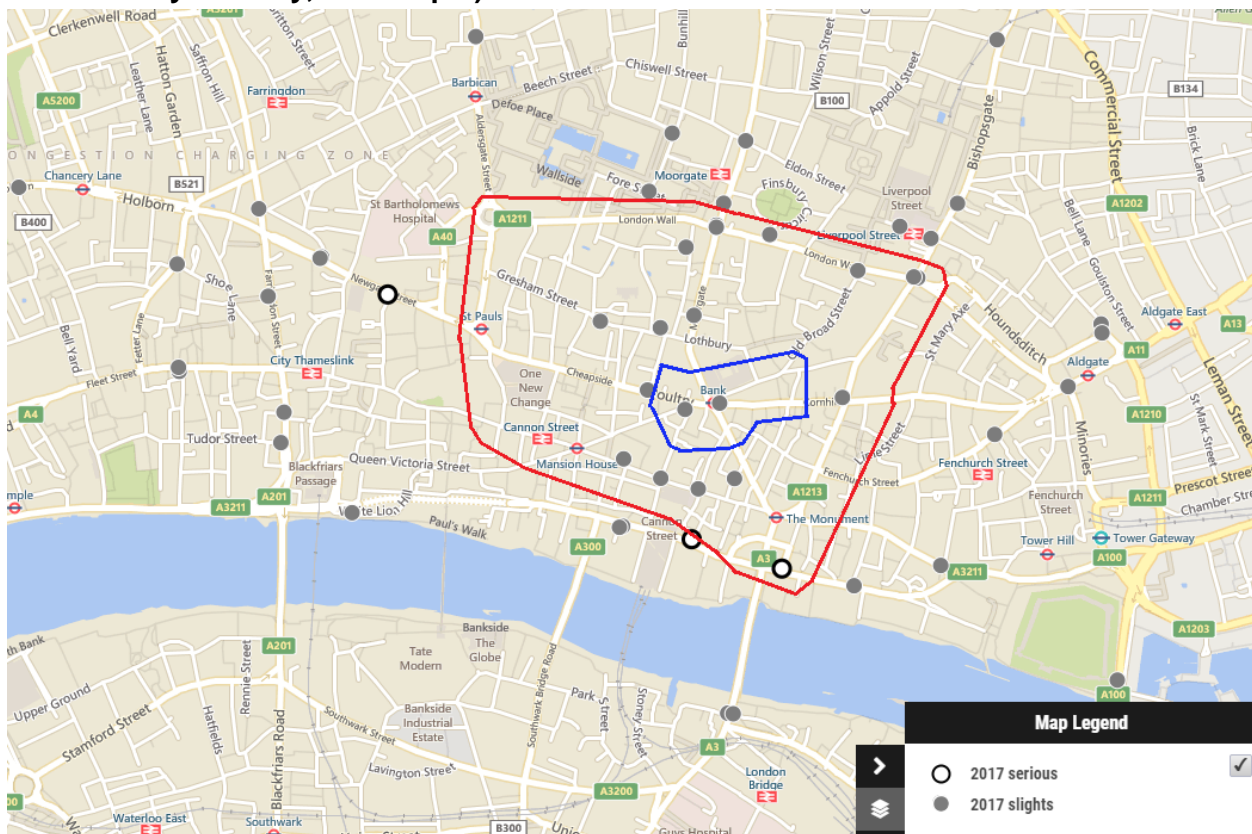 Clerkenwell Road
A5201
Britton Street
Bunhill
Wilson Street
Appold Street
Commercial Street
Chiswell Street
Beech Street
Barbican
Defoe Place
B100
B134
Hatton Garden
Saffron Hill
Leather Lane
Farringdon
A5200
Aldersgate Street
Bishopsgate
Brick Lane
ONGESTION CHARGING ZONE
Wallside
Fore
Moorgate
Eldon Street
Chancery Lane
B521
Holborn
B400
St Bartholomews
Hospital
Finsbury Circus
Liverpool
Street
A1202
Bell Lane
Goulston Street
A1211
London Wall
A40
Liverpool Street
London W
Shoe Lane
Newgate Street
Gresham Street
Old Broad Street
Houndsditch
St Mary Axe
Aldgate East
A13
Fetter Lane
Bell Yard
St Pauls
Lothbury
City Thameslink
A11
Aldgate
Leman Street
Fleet Street
A4
One
New
Change
Cheapside
Poultry
Bank
Cornhill
A1210
St Mark Street
Minories
Tudor Street
Cannon Street
Mansion House
Queen Victoria Street
Lime Street
Fenchurch Street
Fenchurch Street
Prescot Street
Chamber Stre
Blackfriars
Passage
A201
A3211
White Lion Hill
Paul's Walk
A1213
Fenchurch
Street
A1211
mple
Cannon
Street
The Monument
A300
A3
Tower Hill
Tower Gateway
A100
A3211
A1203
Bankside
The
Globe
Tate
Modern
A201
th Bank
Upper Ground
Rennie Street
Hatfields
Stamford Street
Blackfriars Road
Southwark Street
Bankside
Industrial
Estate
Southwark Bridge Road
Park Street
Stoney Street
A100
Lavington Street
A3
A3200
London
Bridge
Waterloo East
Southwark
B300
Union
Guys Hospital
Map Legend
2017 serious
2017 slights